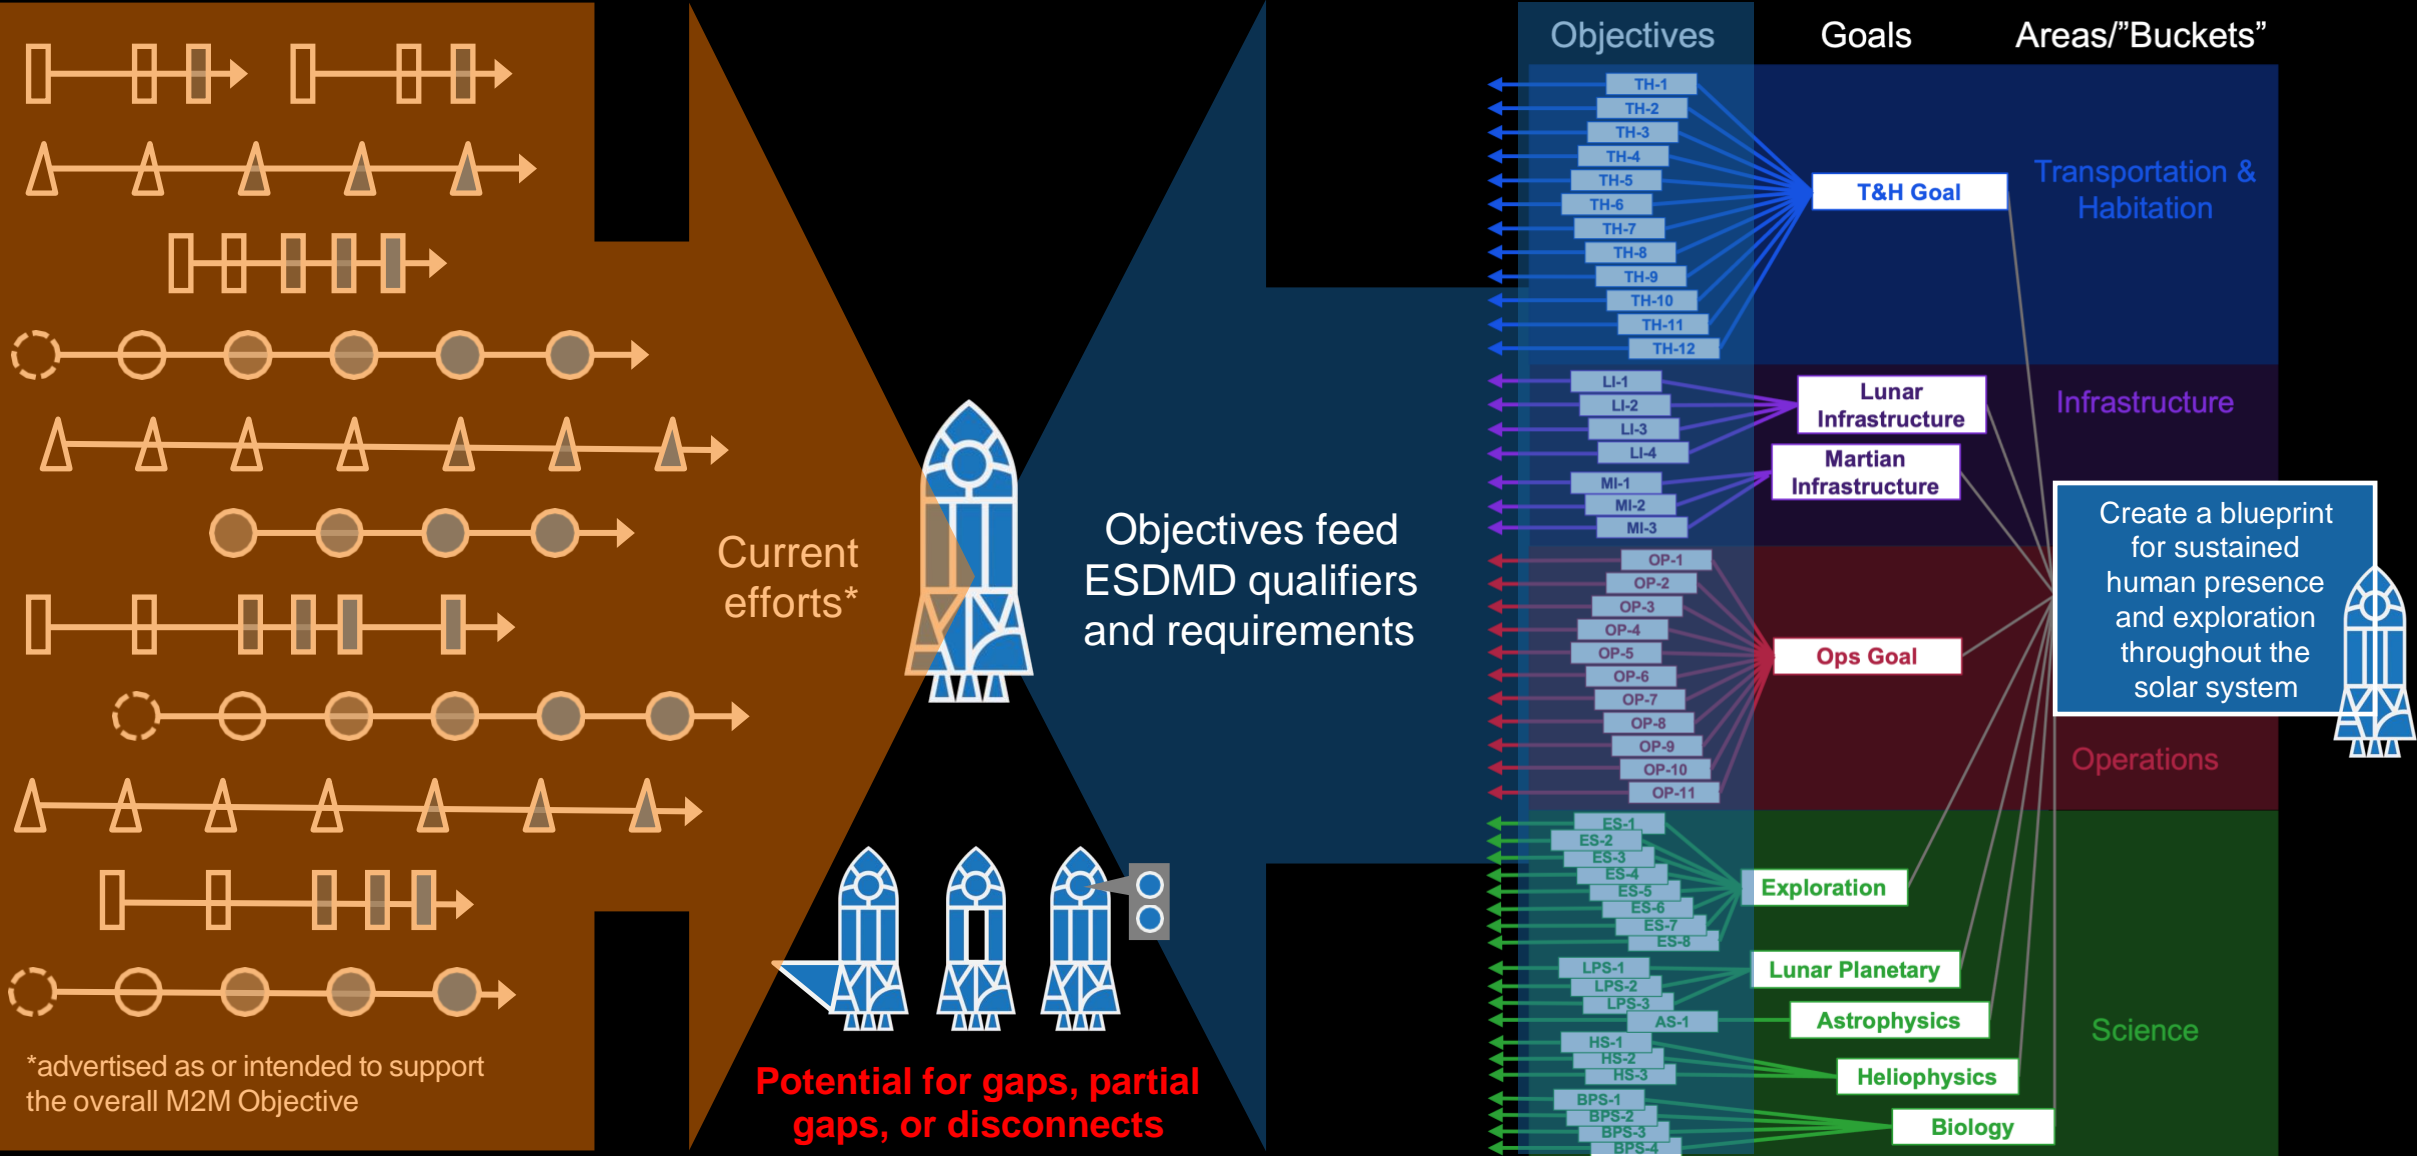 Objectives
Goals
Areas/”Buckets”
TH-1
TH-2
TH-3
TH-4
TH-5
TH-6
TH-7
TH-8
TH-9
TH-10
TH-11
TH-12
T&H Goal
Transportation &
Habitation
LI-1
LI-2
LI-3
LI-4
MI-1
MI-2
MI-3
Lunar
Infrastructure
Martian
Infrastructure
Infrastructure
OP-1
OP-2
OP-3
OP-4
OP-5
OP-6
OP-7
OP-8
OP-9
OP-10
OP-11
Ops Goal
Operations
Create a blueprint
for sustained
human presence
and exploration
throughout the
solar system
ES-1
ES-2
ES-3
ES-4
ES-5
ES-6
ES-7
ES-8
Exploration
LPS-1
LPS-2
LPS-3
Lunar Planetary
AS-1
Astrophysics
HS-1
HS-2
HS-3
Heliophysics
BPS-1
BPS-2
BPS-3
BPS-4
Biology
Science
Current
efforts*
Objectives feed
ESDMD qualifiers
and requirements
*advertised as or intended to support
the overall M2M Objective
Potential for gaps, partial
gaps, or disconnects